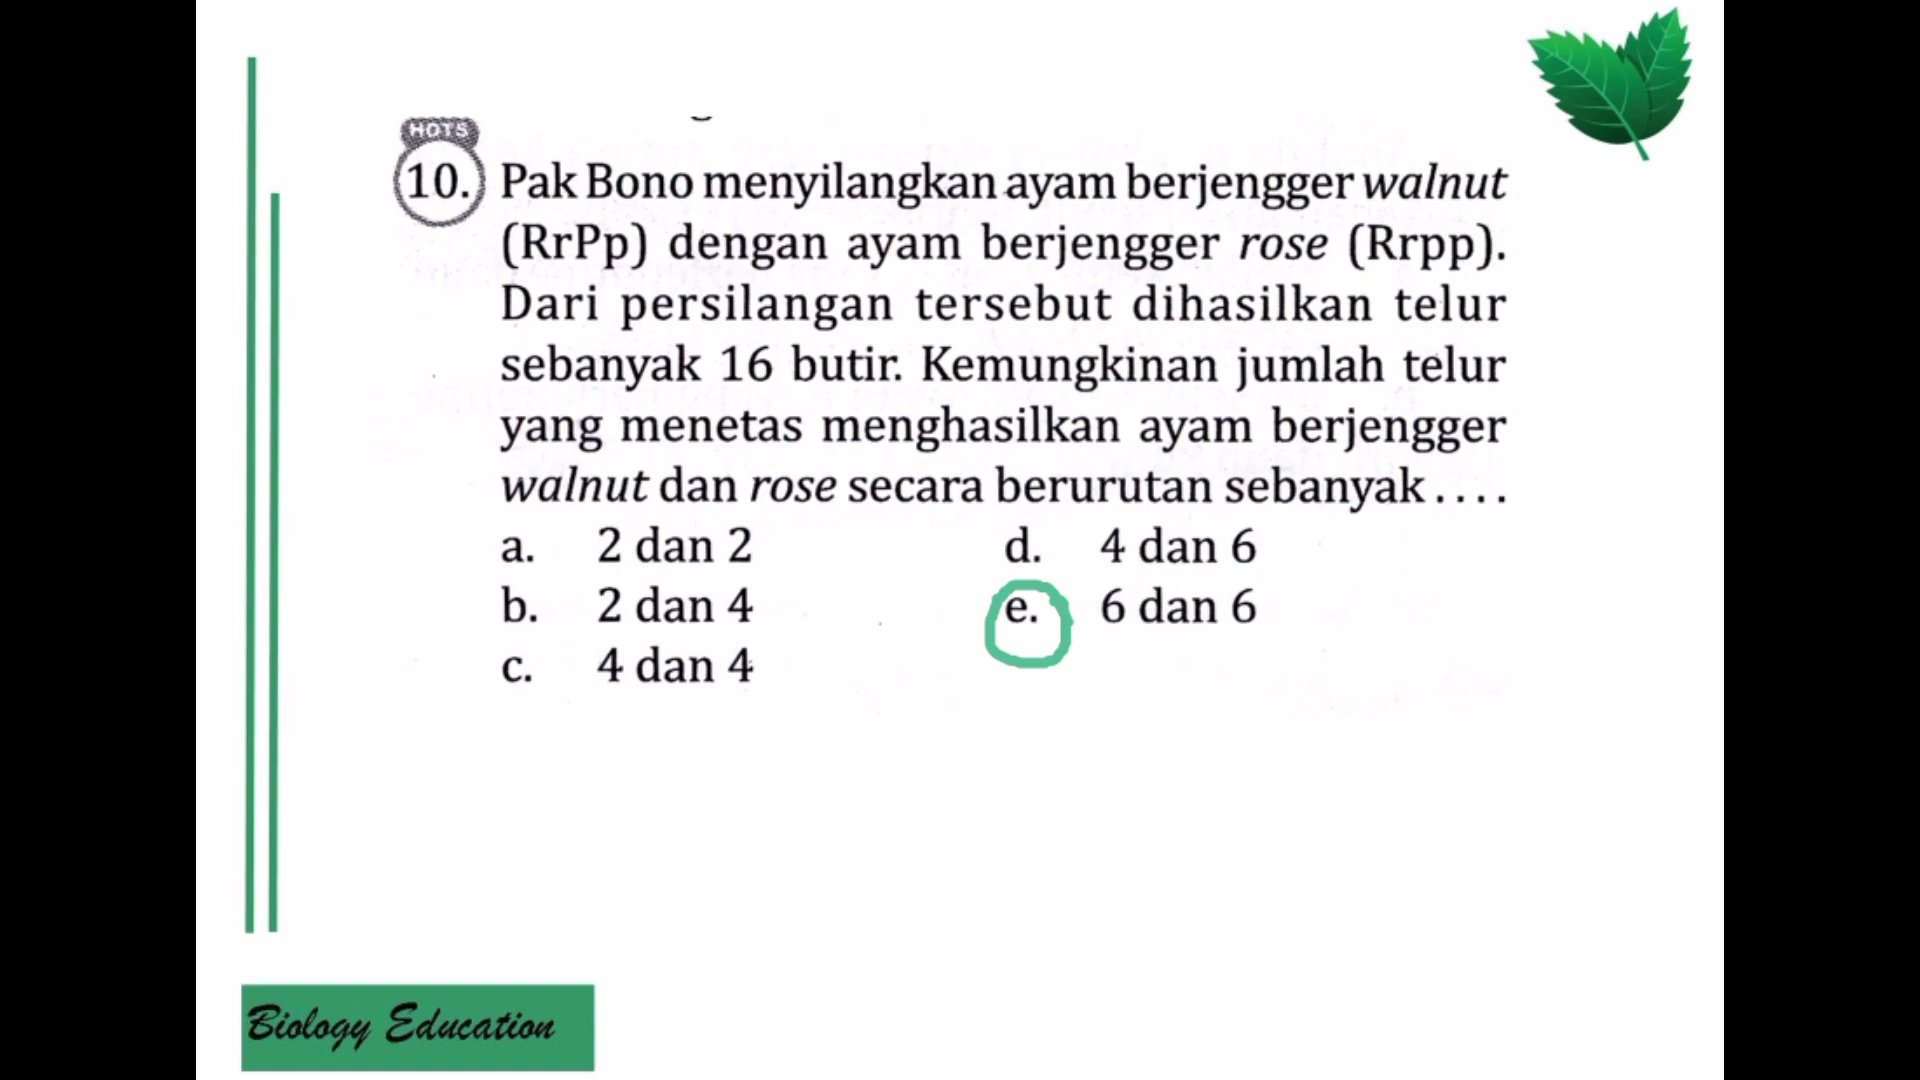 HOTS
10. Pak Bono menyilangkan ayam berjengger walnut
(RrPp) dengan ayam berjengger rose (Rrpp).
Dari persilangan tersebut dihasilkan telur
sebanyak 16 butir. Kemungkinan jumlah telur
yang menetas menghasilkan ayam berjengger
walnut dan rose secara berurutan sebanyak . . . .
a. 2 dan 2
b. 2 dan 4
c. 4 dan 4
d. 4 dan 6
e. 6 dan 6
Biology Education